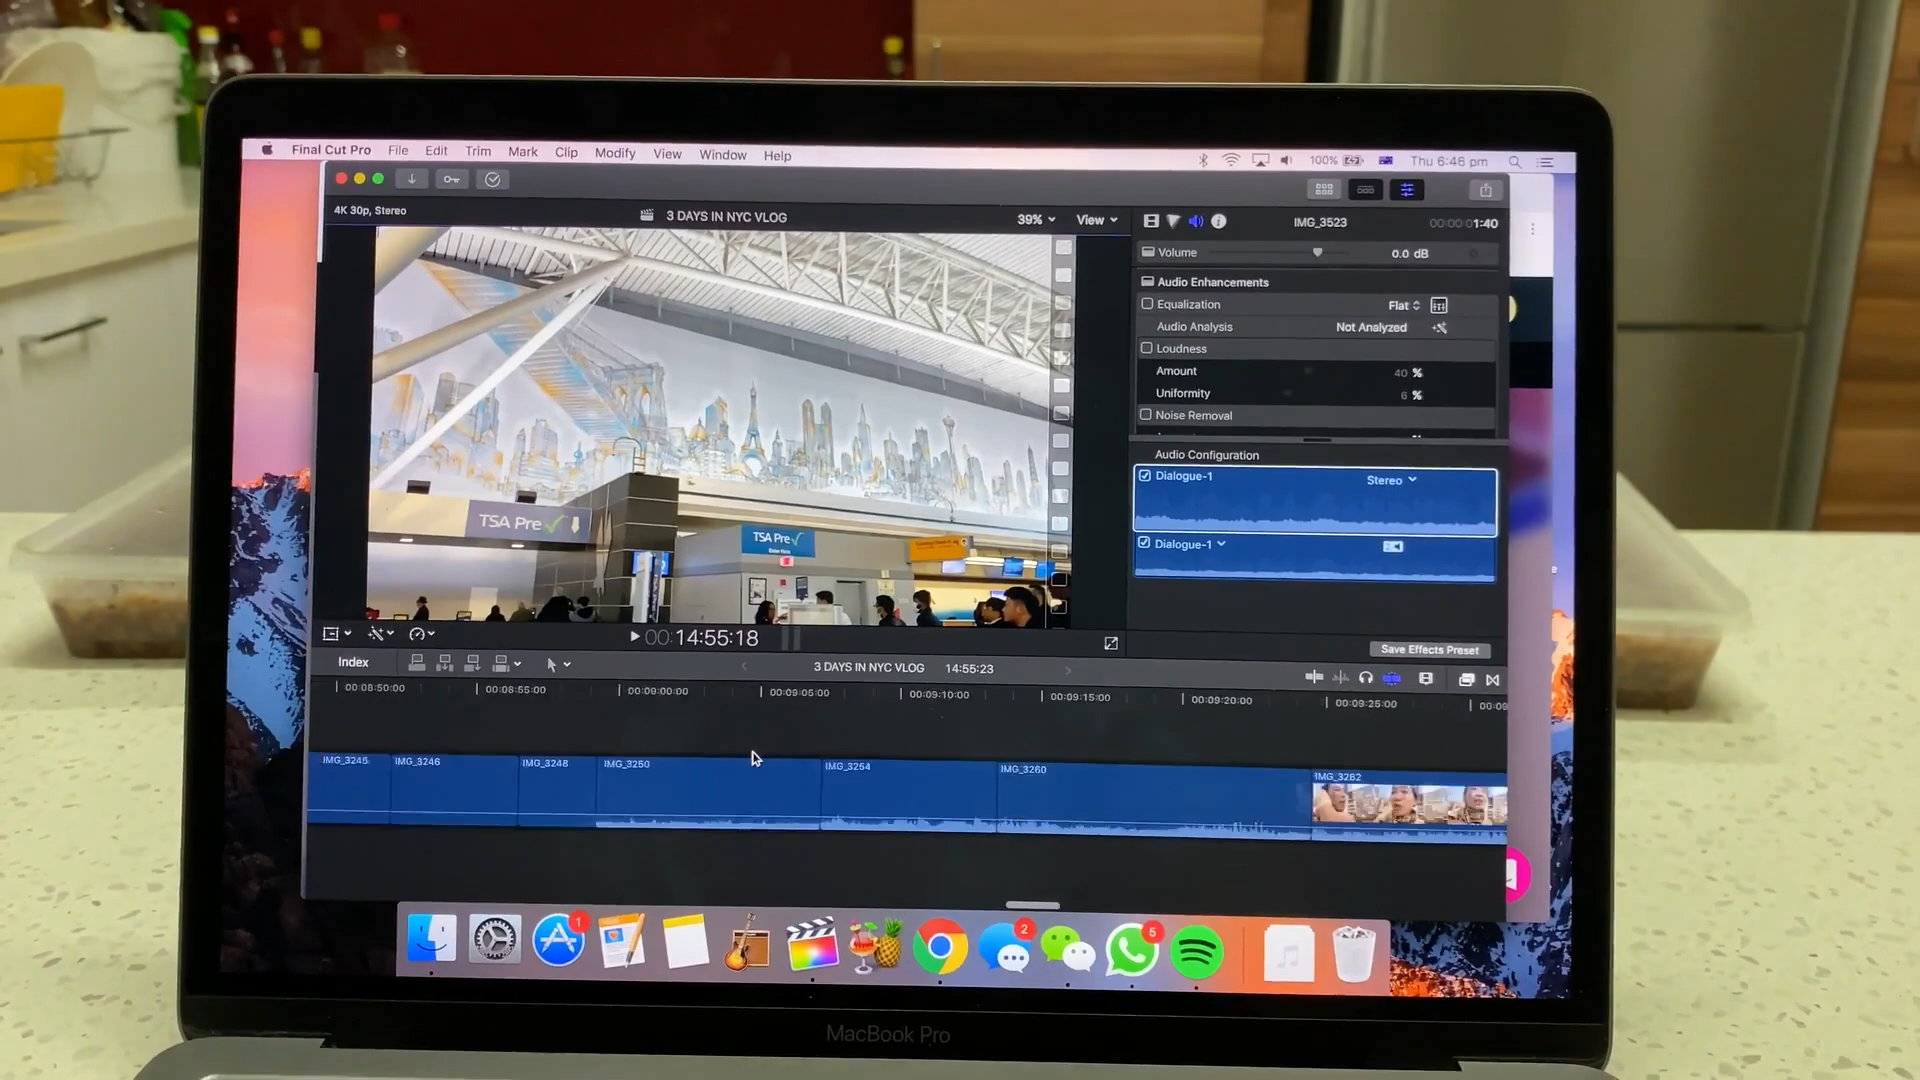 Final Cut Pro File Edit Trim Mark Clip Modify View Window Help
100% Thu 6:46 pm
4K 30p, Stereo
3 DAYS IN NYC VLOG
39% View
IMG_3523
00:00:01:40
Volume 0.0 dB
Audio Enhancements
Equalization Flat
Audio Analysis Not Analyzed
Loudness
Amount 40 %
Uniformity 6 %
Noise Removal
Audio Configuration
Dialogue-1 Stereo
Dialogue-1
TSA Pre
TSA Pre
Enter Here
Save Effects Preset
00:14:55:18
Index
3 DAYS IN NYC VLOG 14:55:23
00:08:50:00 00:08:55:00 00:09:00:00 00:09:05:00 00:09:10:00 00:09:15:00 00:09:20:00 00:09:25:00 00:09
IMG_3245 IMG_3246 IMG_3248 IMG_3250 IMG_3254 IMG_3260 IMG_3262
1
2
5
MacBook Pro